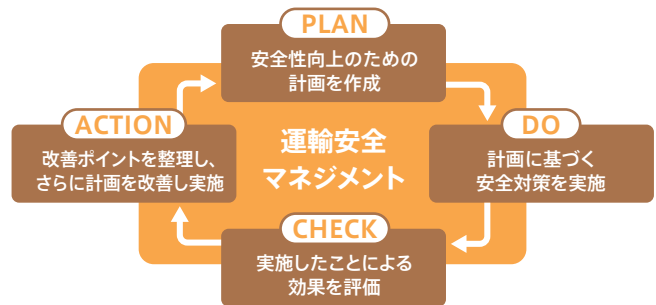 PLAN
安全性向上のための
計画を作成
ACTION
改善ポイントを整理し、
さらに計画を改善し実施
運輸安全
マネジメント
DO
計画に基づく
安全対策を実施
CHECK
実施したことによる
効果を評価